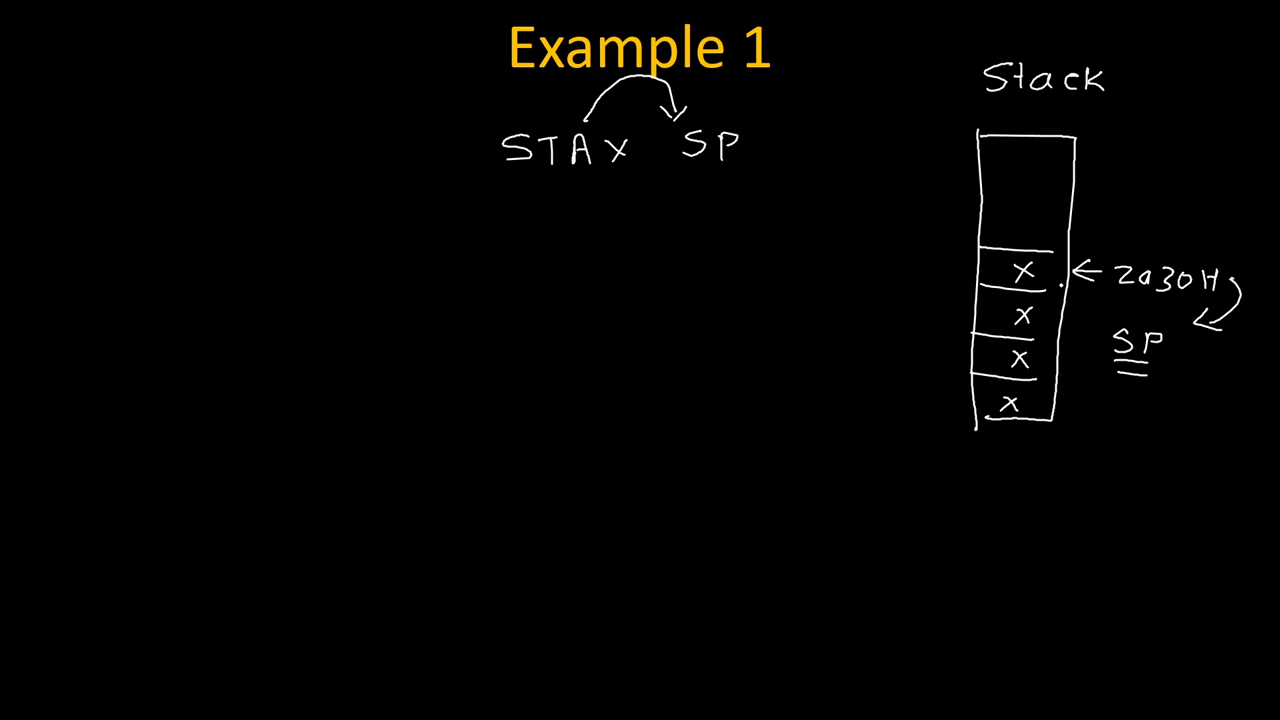 Example 1
STAX SP
Stack
x ← 2030H
x
x SP
x